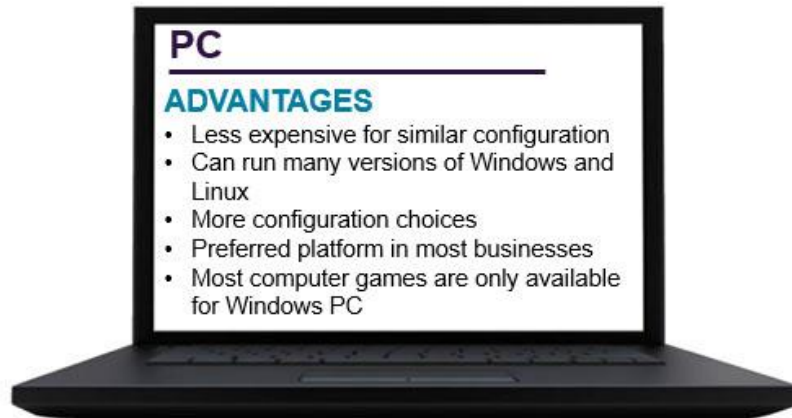 PC
ADVANTAGES
• Less expensive for similar configuration
• Can run many versions of Windows and
Linux
• More configuration choices
• Preferred platform in most businesses
• Most computer games are only available
for Windows PC